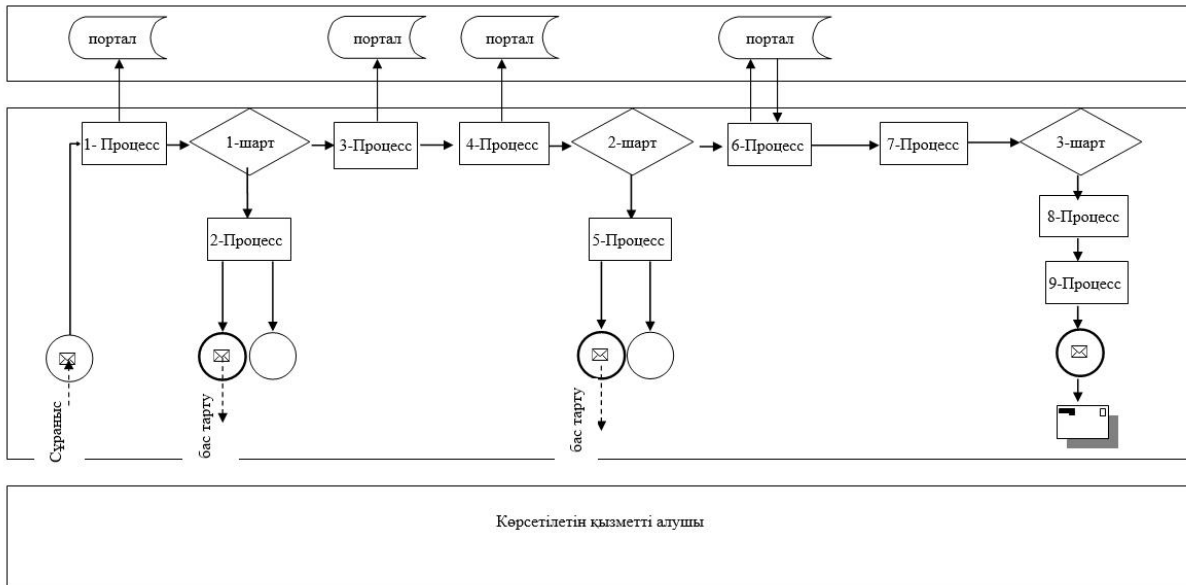 портал
портал
портал
портал
1- Процесс
1-шарт
3-Процесс
4-Процесс
2-шарт
6-Процесс
7-Процесс
3-шарт
2-Процесс
5-Процесс
8-Процесс
9-Процесс
Сұраныс
бас тарту
бас тарту
Көрсетілетін қызметті алушы